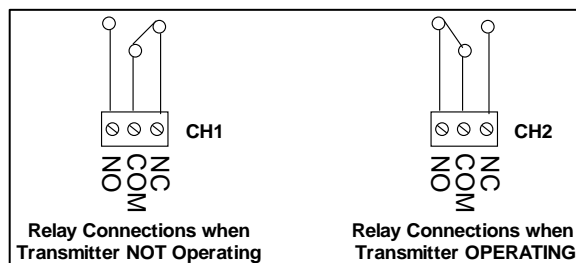 CH1
NO
COM
NC
Relay Connections when
Transmitter NOT Operating
CH2
NO
COM
NC
Relay Connections when
Transmitter OPERATING